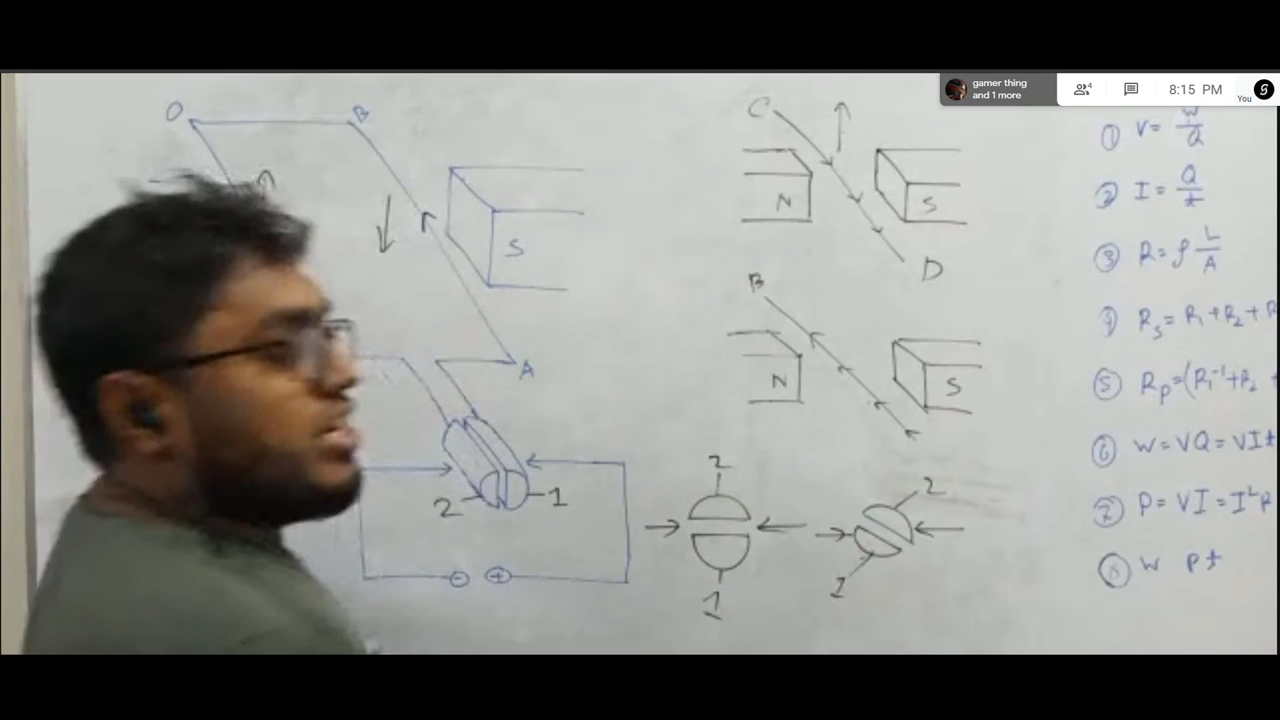 gamer thing
and 1 more
4
8:15 PM
You
O B
S
A
2 1
- +
C
N S
D
B
N S
2
1
2
1
① V = W/Q
② I = Q/t
③ R = ρ L/A
④ Rs = R1 + R2 +
⑤ Rp = (R1⁻¹ + R2
⑥ W = VQ = VIt
⑦ P = VI = I²R
⑧ W Pt